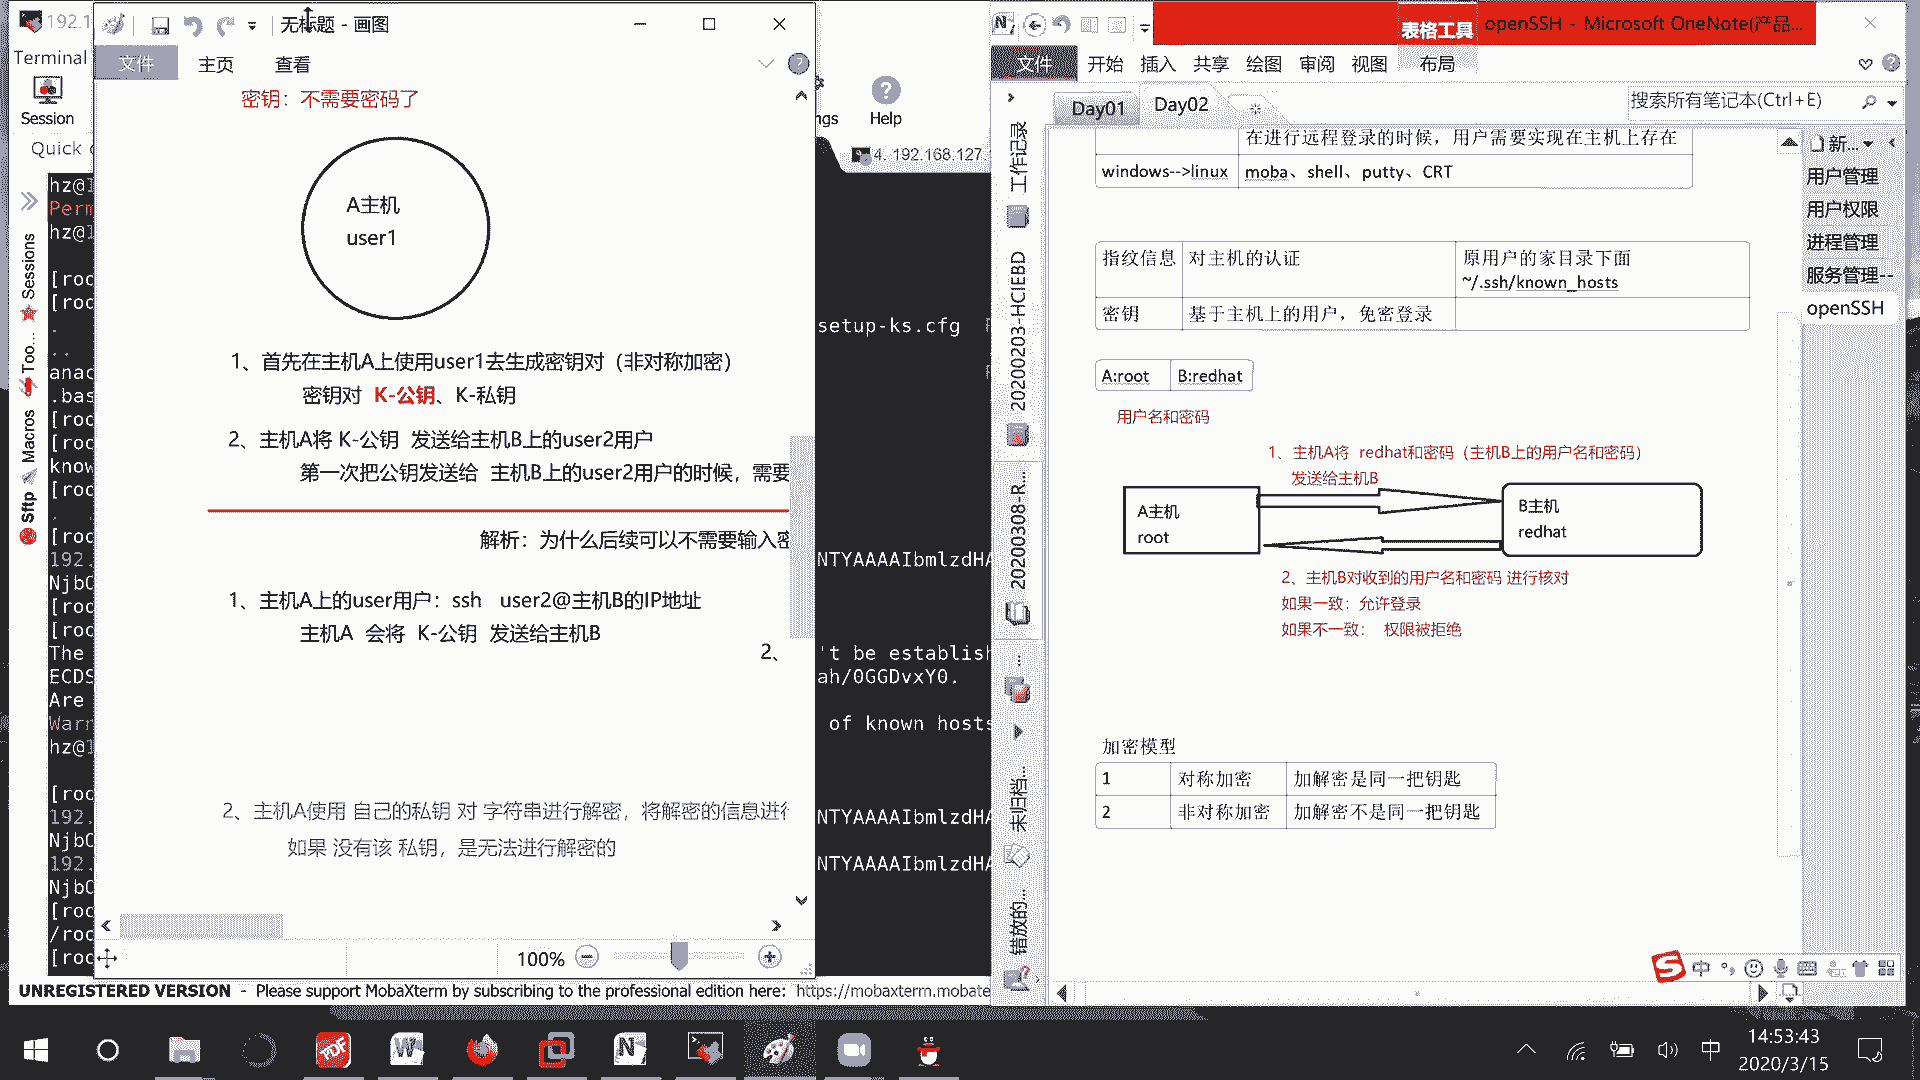 192.1
无标题 - 画图
Terminal
文件
主页
查看
Session
Quick
ngs
Help
4. 192.168.127.
Sessions
Too...
Macros
Sftp
密钥：不需要密码了
A主机
user1
1、首先在主机A上使用user1去生成密钥对（非对称加密）
密钥对 K-公钥、K-私钥
2、主机A将 K-公钥 发送给主机B上的user2用户
第一次把公钥发送给 主机B上的user2用户的时候，需要
解析：为什么后续可以不需要输入密
1、主机A上的user用户：ssh user2@主机B的IP地址
主机A 会将 K-公钥 发送给主机B
2、
2、主机A使用 自己的私钥 对 字符串进行解密，将解密的信息进行
如果 没有该 私钥，是无法进行解密的
100%
hz@1
Perm
hz@1
[roc
[roc
.
..
anac
.bas
[roc
[roc
know
[roc
[roc
192.
NjbC
[roc
[roc
The
ECDS
Are
Warn
hz@1
[roc
192.
NjbC
192.
NjbC
[roc
/roc
[roc
setup-ks.cfg
NTYAAAAIbmlzdHA
't be establish
ah/0GGDvxY0.
of known hosts
NTYAAAAIbmlzdHA
NTYAAAAIbmlzdHA
UNREGISTERED VERSION - Please support MobaXterm by subscribing to the professional edition here: https://mobaxterm.mobate
表格工具
openSSH - Microsoft OneNote(产品...
文件
开始
插入
共享
绘图
审阅
视图
布局
Day01
Day02
搜索所有笔记本(Ctrl+E)
工作记录
20200203-HCIEBD
20200308-R...
...
未归档...
错放的...
在进行远程登录的时候，用户需要实现在主机上存在
windows-->linux moba、shell、putty、CRT
指纹信息 对主机的认证 原用户的家目录下面
~/.ssh/known_hosts
密钥 基于主机上的用户，免密登录
A:root B:redhat
用户名和密码
1、主机A将 redhat和密码（主机B上的用户名和密码）
发送给主机B
A主机
root
B主机
redhat
2、主机B对收到的用户名和密码 进行核对
如果一致：允许登录
如果不一致： 权限被拒绝
加密模型
1 对称加密 加解密是同一把钥匙
2 非对称加密 加解密不是同一把钥匙
新...
用户管理
用户权限
进程管理
服务管理--
openSSH
中
中
14:53:43
2020/3/15